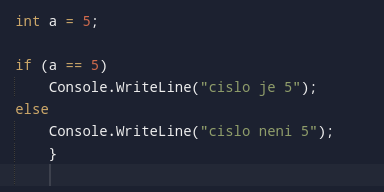 int a = 5;
if (a == 5)
Console.WriteLine("cislo je 5");
else
Console.WriteLine("cislo neni 5");
}